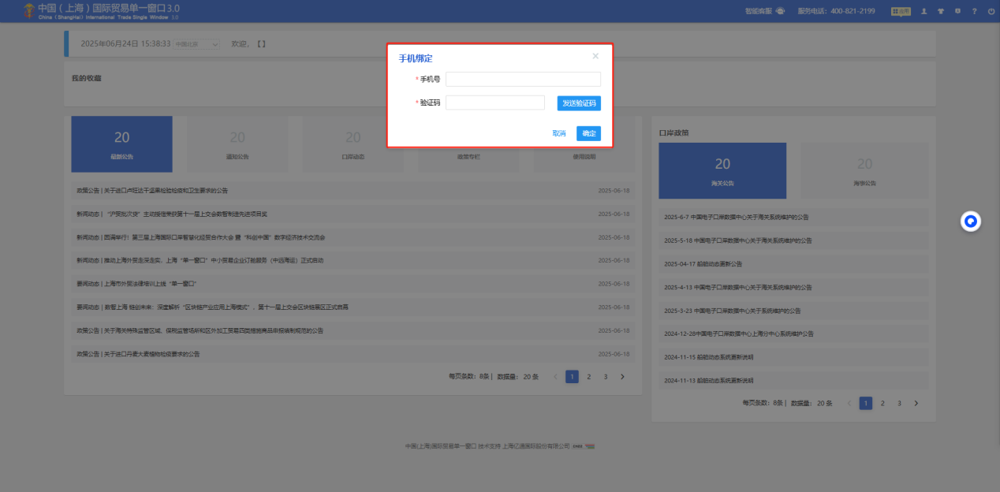 中国（上海）国际贸易单一窗口3.0
China (ShangHai) International Trade Single Window 3.0
智能客服
服务电话：400-821-2199
应用
2025年06月24日 15:38:33 中国北京 欢迎，【】
我的收藏
手机绑定
*手机号
*验证码
发送验证码
取消
确定
20
最新公告
20
通知公告
20
口岸动态
政策专栏
使用说明
政策公告 | 关于进口卢旺达干坚果检验检疫和卫生要求的公告 2025-06-18
新闻动态 | “沪贸批次贷”主动授信荣获第十一届上交会数智制造先进项目奖 2025-06-18
新闻动态 | 圆满举行！第三届上海国际口岸智慧化经贸合作大会 暨“科创中国”数字经济技术交流会 2025-06-18
新闻动态 | 推动上海外贸走深走实，上海“单一窗口”中小贸易企业订舱服务（中远海运）正式启动 2025-06-18
要闻动态 | 上海市外贸法律培训上线“单一窗口” 2025-06-18
要闻动态 | 数智上海 链创未来：深度解析“区块链产业应用上海模式”，第十一届上交会区块链展区正式启幕 2025-06-18
政策公告 | 关于海关特殊监管区域、保税监管场所和区外加工贸易四类措施商品申报填制规范的公告 2025-06-18
政策公告 | 关于进口丹麦大麦植物检疫要求的公告 2025-06-18
每页条数：8条 | 数据量：20 条 1 2 3
口岸政策
20
海关公告
20
海事公告
2025-6-7 中国电子口岸数据中心关于海关系统维护的公告
2025-5-18 中国电子口岸数据中心关于海关系统维护的公告
2025-04-17 船舶动态更新公告
2025-4-13 中国电子口岸数据中心关于海关系统维护的公告
2025-3-23 中国电子口岸数据中心关于系统维护的公告
2024-12-28中国电子口岸数据中心上海分中心系统维护公告
2024-11-15 船舶动态系统更新说明
2024-11-13 船舶动态系统更新说明
每页条数：8条 | 数据量：20 条 1 2 3
中国(上海)国际贸易单一窗口 技术支持 上海亿通国际股份有限公司